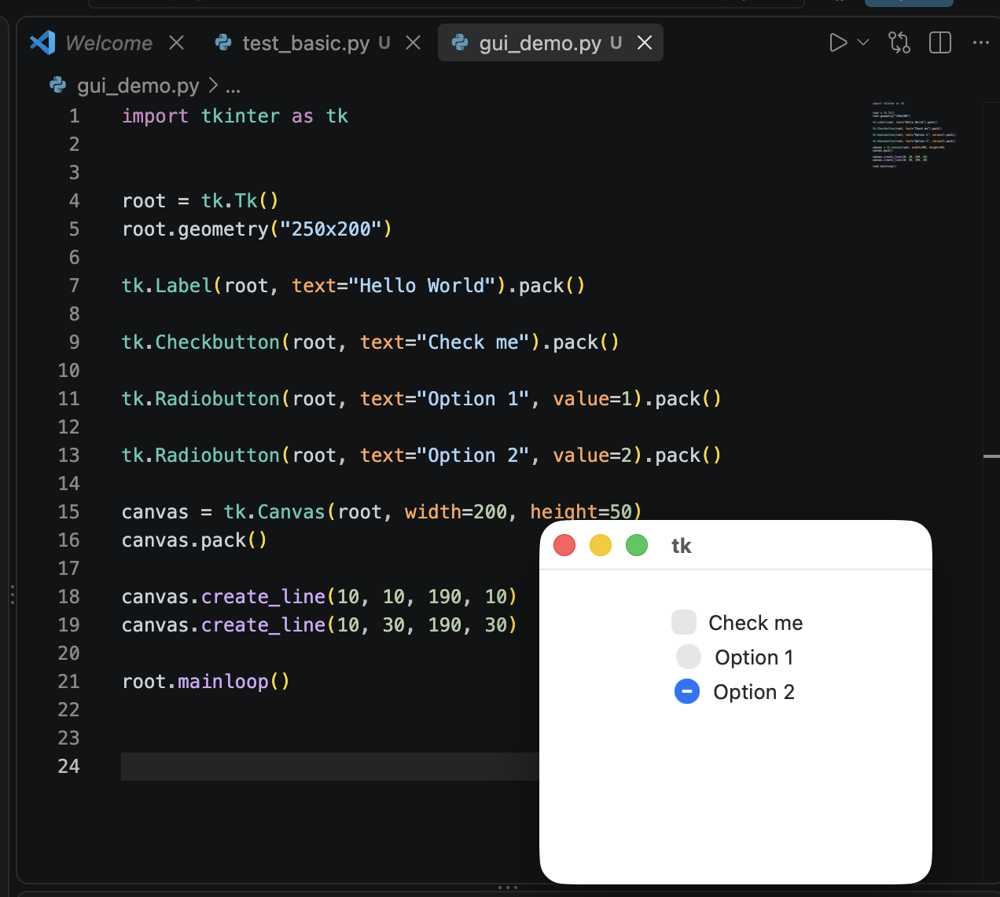 Welcome test_basic.py U gui_demo.py U
gui_demo.py > ...
1 import tkinter as tk
2
3
4 root = tk.Tk()
5 root.geometry("250x200")
6
7 tk.Label(root, text="Hello World").pack()
8
9 tk.Checkbutton(root, text="Check me").pack()
10
11 tk.Radiobutton(root, text="Option 1", value=1).pack()
12
13 tk.Radiobutton(root, text="Option 2", value=2).pack()
14
15 canvas = tk.Canvas(root, width=200, height=50)
16 canvas.pack()
17
18 canvas.create_line(10, 10, 190, 10)
19 canvas.create_line(10, 30, 190, 30)
20
21 root.mainloop()
22
23
24
tk
Check me
Option 1
Option 2